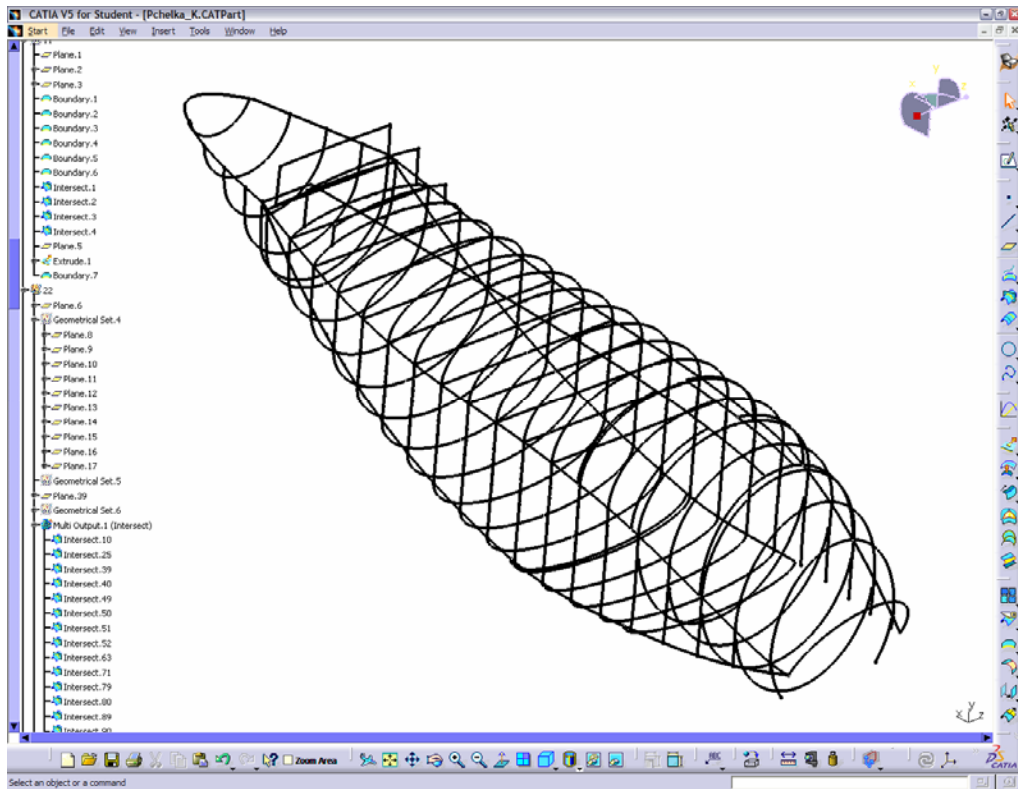 CATIA V5 for Student - [Pchelka_K.CATPart]
Start File Edit View Insert Tools Window Help
Plane.1
Plane.2
Plane.3
Boundary.1
Boundary.2
Boundary.3
Boundary.4
Boundary.5
Boundary.6
Intersect.1
Intersect.2
Intersect.3
Intersect.4
Plane.5
Extrude.1
Boundary.7
22
Plane.6
Geometrical Set.4
Plane.8
Plane.9
Plane.10
Plane.11
Plane.12
Plane.13
Plane.14
Plane.15
Plane.16
Plane.17
Geometrical Set.5
Plane.39
Geometrical Set.6
Multi Output.1 (Intersect)
Intersect.10
Intersect.25
Intersect.39
Intersect.40
Intersect.49
Intersect.50
Intersect.51
Intersect.52
Intersect.63
Intersect.71
Intersect.79
Intersect.80
Intersect.89
Intersect.90
y
x z
y
x z
Zoom Area
CATIA
Select an object or a command